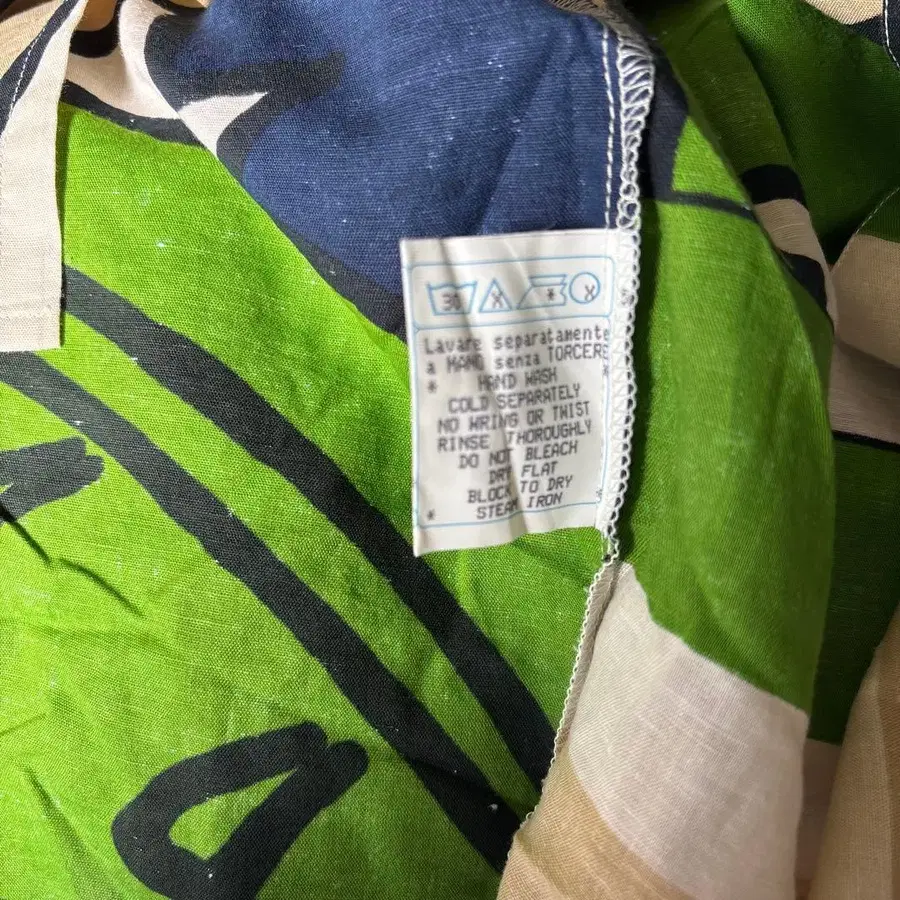 30
Lavare separatamente
a MANO senza TORCERE
* HAND WASH *
COLD SEPARATELY
NO WRING OR TWIST
RINSE THOROUGHLY
DO NOT BLEACH
DRY FLAT
BLOCK TO DRY
* STEAM IRON *